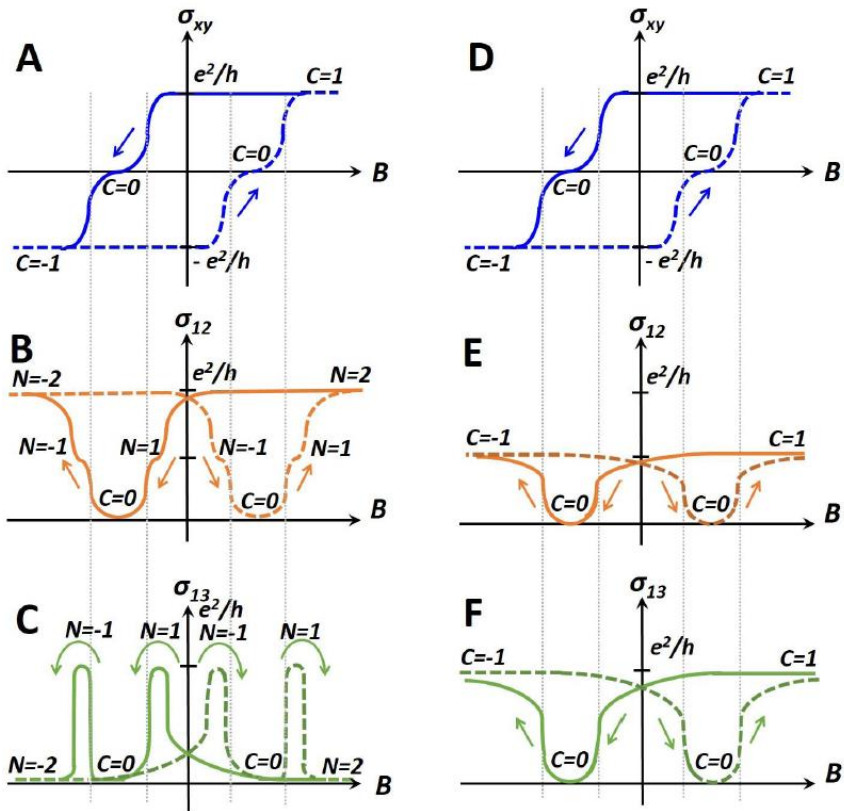 A
σxy
e²/h
C=1
C=0
B
C=0
C=-1
- e²/h
B
σ12
N=-2
e²/h
N=2
N=-1
N=1
N=-1
N=1
C=0
C=0
B
C
σ13
e²/h
N=-1
N=1
N=-1
N=1
N=-2
C=0
C=0
N=2
B
D
σxy
e²/h
C=1
C=0
B
C=0
C=-1
- e²/h
E
σ12
e²/h
C=-1
C=1
C=0
C=0
B
F
σ13
e²/h
C=-1
C=1
C=0
C=0
B